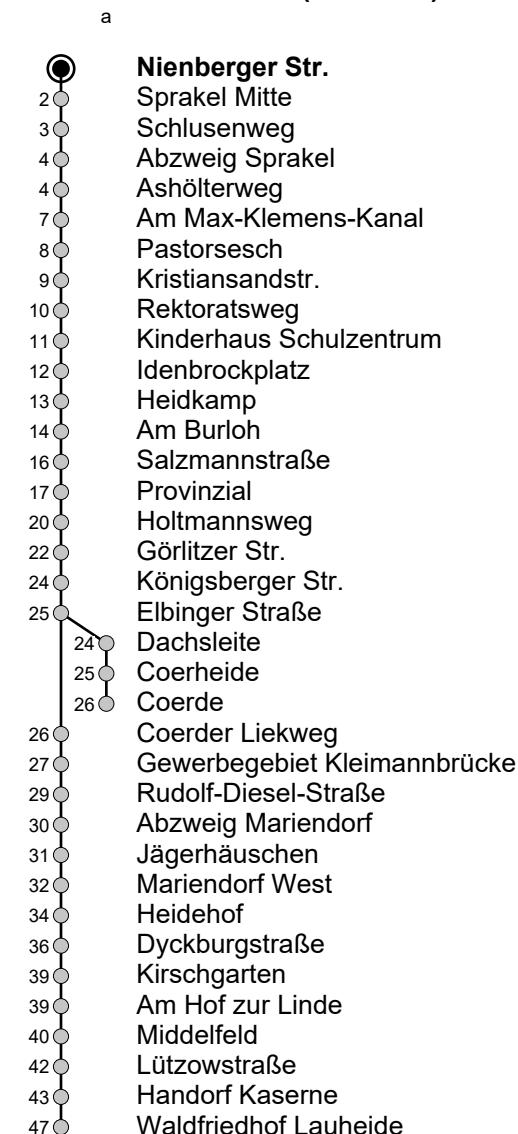 a
Nienberger Str.
2 Sprakel Mitte
3 Schlusenweg
4 Abzweig Sprakel
4 Ashölterweg
7 Am Max-Klemens-Kanal
8 Pastorsesch
9 Kristiansandstr.
10 Rektoratsweg
11 Kinderhaus Schulzentrum
12 Idenbrockplatz
13 Heidkamp
14 Am Burloh
16 Salzmannstraße
17 Provinzial
20 Holtmannsweg
22 Görlitzer Str.
24 Königsberger Str.
25 Elbinger Straße
24 Dachsleite
25 Coerheide
26 Coerde
26 Coerder Liekweg
27 Gewerbegebiet Kleimannbrücke
29 Rudolf-Diesel-Straße
30 Abzweig Mariendorf
31 Jägerhäuschen
32 Mariendorf West
34 Heidehof
36 Dyckburgstraße
39 Kirschgarten
39 Am Hof zur Linde
40 Middelfeld
42 Lützowstraße
43 Handorf Kaserne
47 Waldfriedhof Lauheide